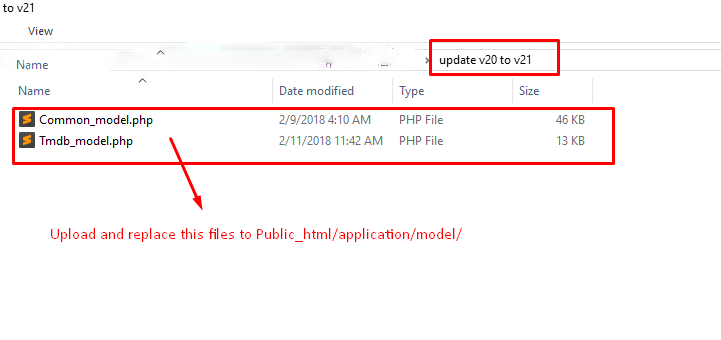 to v21
View
Name
update v20 to v21
Name Date modified Type Size
Common_model.php 2/9/2018 4:10 AM PHP File 46 KB
Tmdb_model.php 2/11/2018 11:42 AM PHP File 13 KB
Upload and replace this files to Public_html/application/model/